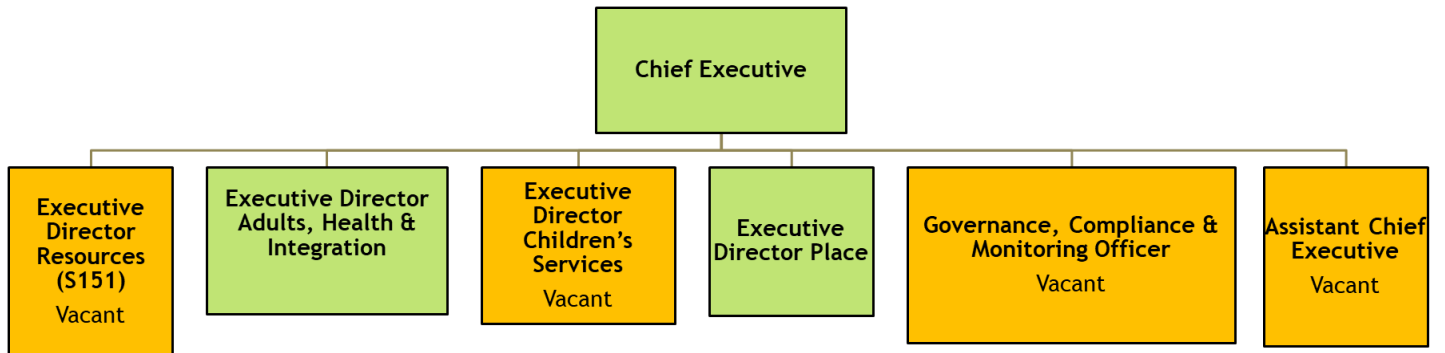 Chief Executive
Executive
Director
Resources
(S151)
Vacant
Executive Director
Adults, Health &
Integration
Executive
Director
Children’s
Services
Vacant
Executive
Director Place
Governance, Compliance &
Monitoring Officer
Vacant
Assistant Chief
Executive
Vacant